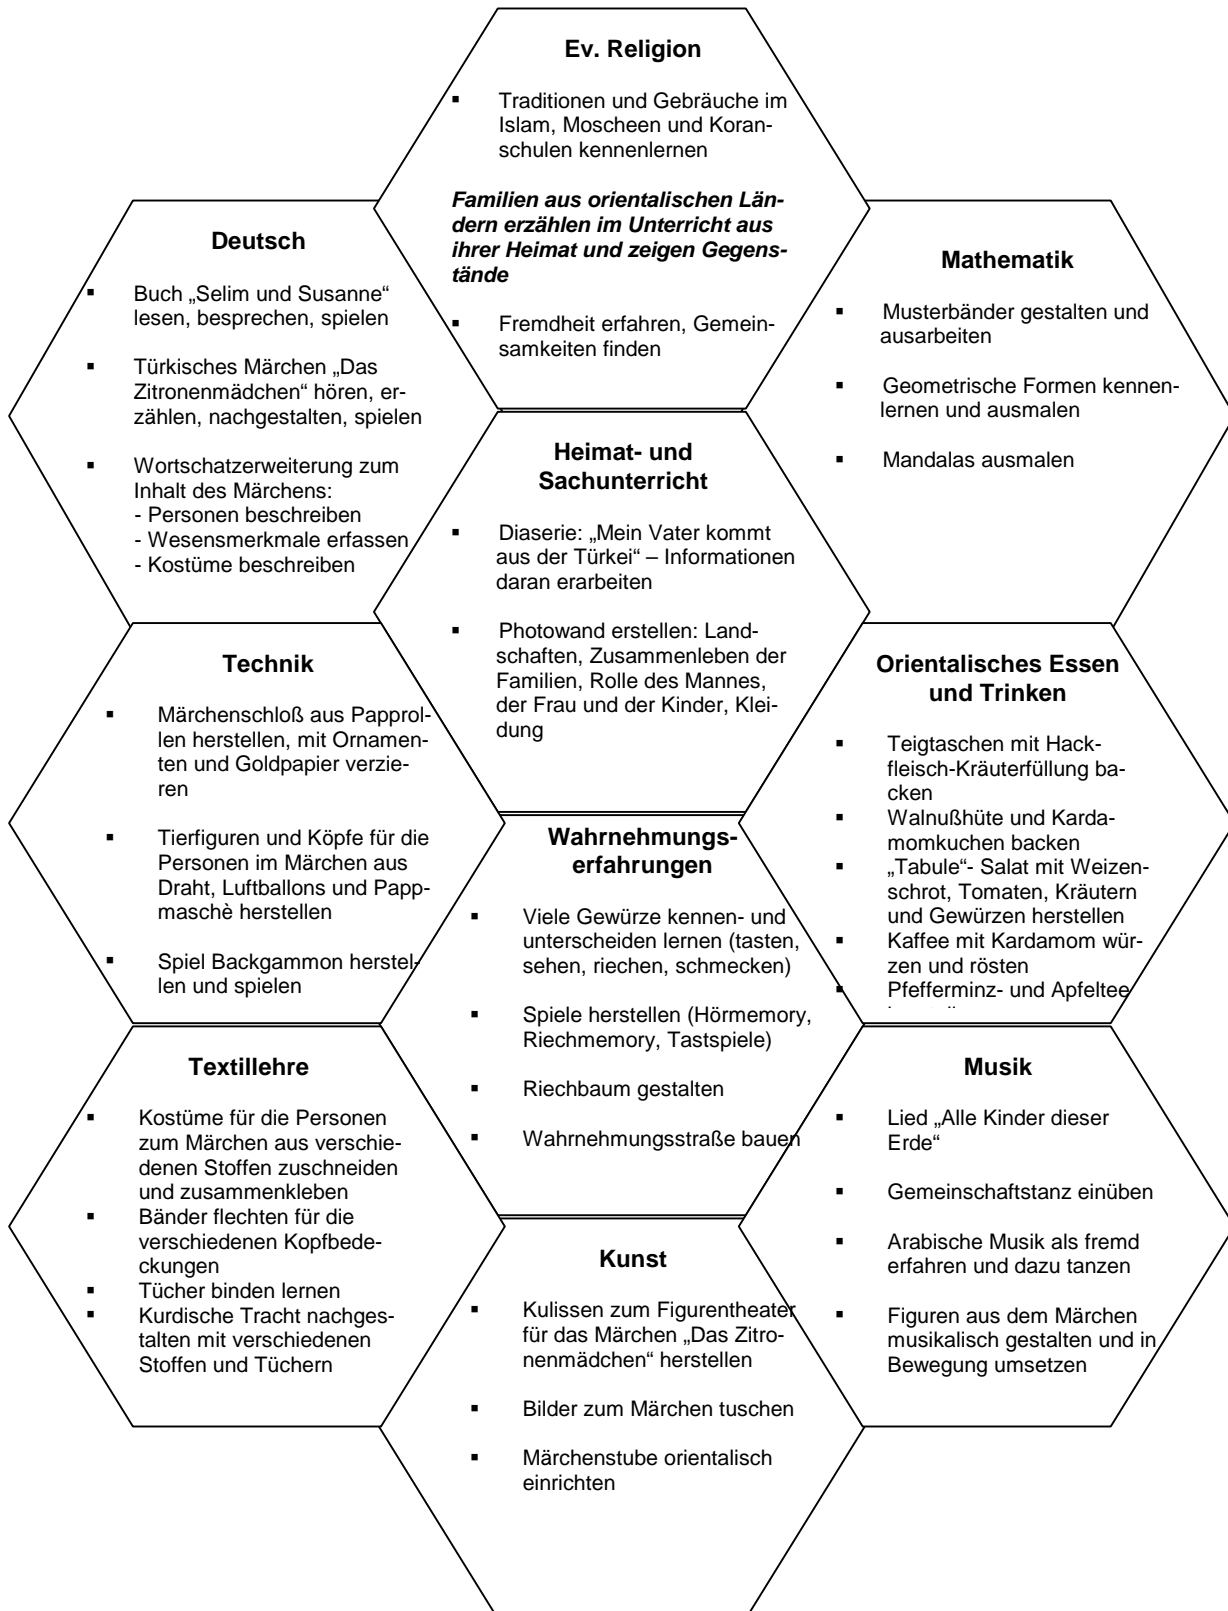 Ev. Religion
▪ Traditionen und Gebräuche im
Islam, Moscheen und Koran-
schulen kennenlernen
Familien aus orientalischen Län-
dern erzählen im Unterricht aus
ihrer Heimat und zeigen Gegens-
tände
▪ Fremdheit erfahren, Gemein-
samkeiten finden
Deutsch
▪ Buch „Selim und Susanne“
lesen, besprechen, spielen
▪ Türkisches Märchen „Das
Zitronenmädchen“ hören, er-
zählen, nachgestalten, spielen
▪ Wortschatzerweiterung zum
Inhalt des Märchens:
- Personen beschreiben
- Wesensmerkmale erfassen
- Kostüme beschreiben
Mathematik
▪ Musterbänder gestalten und
ausarbeiten
▪ Geometrische Formen kennen-
lernen und ausmalen
▪ Mandalas ausmalen
Heimat- und
Sachunterricht
▪ Diaserie: „Mein Vater kommt
aus der Türkei“ – Informationen
daran erarbeiten
▪ Photowand erstellen: Land-
schaften, Zusammenleben der
Familien, Rolle des Mannes,
der Frau und der Kinder, Klei-
dung
Technik
▪ Märchenschloß aus Papprol-
len herstellen, mit Ornamen-
ten und Goldpapier verzie-
ren
▪ Tierfiguren und Köpfe für die
Personen im Märchen aus
Draht, Luftballons und Papp-
maschè herstellen
▪ Spiel Backgammon herstel-
len und spielen
Orientalisches Essen
und Trinken
▪ Teigtaschen mit Hack-
fleisch-Kräuterfüllung ba-
cken
▪ Walnußhüte und Karda-
momkuchen backen
▪ „Tabule“- Salat mit Weizen-
schrot, Tomaten, Kräutern
und Gewürzen herstellen
▪ Kaffee mit Kardamom wür-
zen und rösten
▪ Pfefferminz- und Apfeltee
Wahrnehmungs-
erfahrungen
▪ Viele Gewürze kennen- und
unterscheiden lernen (tasten,
sehen, riechen, schmecken)
▪ Spiele herstellen (Hörmemory,
Riechmemory, Tastspiele)
▪ Riechbaum gestalten
▪ Wahrnehmungsstraße bauen
Textillehre
▪ Kostüme für die Personen
zum Märchen aus verschie-
denen Stoffen zuschneiden
und zusammenkleben
▪ Bänder flechten für die
verschiedenen Kopfbede-
ckungen
▪ Tücher binden lernen
▪ Kurdische Tracht nachges-
talten mit verschiedenen
Stoffen und Tüchern
Musik
▪ Lied „Alle Kinder dieser
Erde“
▪ Gemeinschaftstanz einüben
▪ Arabische Musik als fremd
erfahren und dazu tanzen
▪ Figuren aus dem Märchen
musikalisch gestalten und in
Bewegung umsetzen
Kunst
▪ Kulissen zum Figurentheater
für das Märchen „Das Zitro-
nenmädchen“ herstellen
▪ Bilder zum Märchen tuschen
▪ Märchenstube orientalisch
einrichten